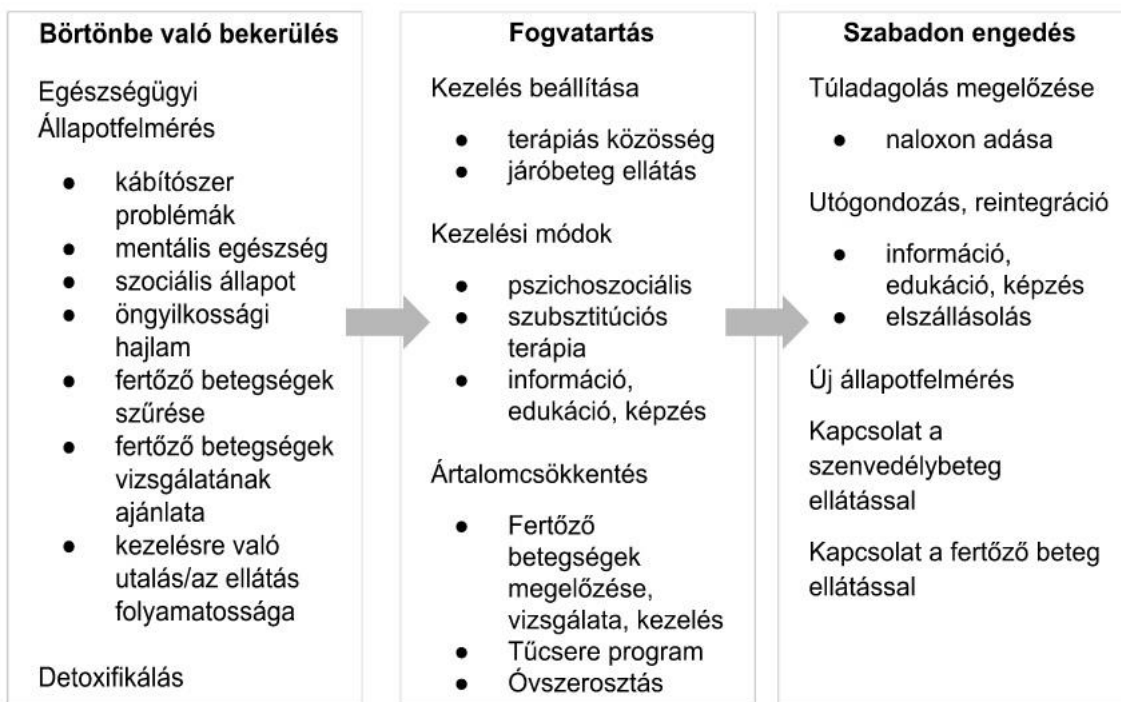 Börtönbe való bekerülés
Egészségügyi
Állapotfelmérés
● kábítószer
problémák
● mentális egészség
● szociális állapot
● öngyilkossági
hajlam
● fertőző betegségek
szűrése
● fertőző betegségek
vizsgálatának
ajánlata
● kezelésre való
utalás/az ellátás
folyamatossága
Detoxifikálás
Fogvatartás
Kezelés beállítása
● terápiás közösség
● járóbeteg ellátás
Kezelési módok
● pszichoszociális
● szubsztitúciós
terápia
● információ,
edukáció, képzés
Ártalomcsökkentés
● Fertőző
betegségek
megelőzése,
vizsgálata, kezelés
● Tűcsere program
● Óvszerosztás
Szabadon engedés
Túladagolás megelőzése
● naloxon adása
Utógondozás, reintegráció
● információ,
edukáció, képzés
● elszállásolás
Új állapotfelmérés
Kapcsolat a
szenvedélybeteg
ellátással
Kapcsolat a fertőző beteg
ellátással